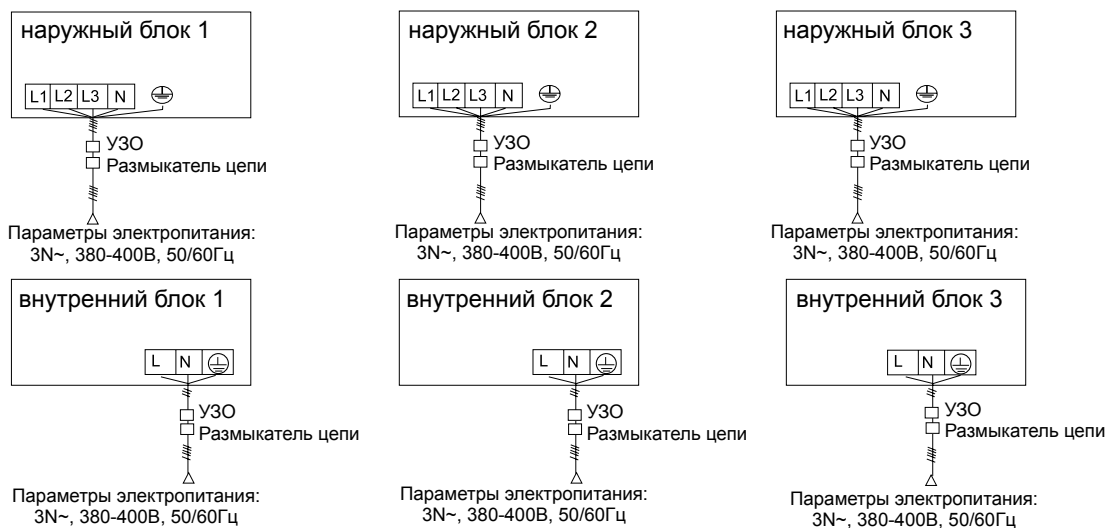 наружный блок 1
L1 L2 L3 N
УЗО
Размыкатель цепи
Параметры электропитания:
3N~, 380-400В, 50/60Гц
наружный блок 2
L1 L2 L3 N
УЗО
Размыкатель цепи
Параметры электропитания:
3N~, 380-400В, 50/60Гц
наружный блок 3
L1 L2 L3 N
УЗО
Размыкатель цепи
Параметры электропитания:
3N~, 380-400В, 50/60Гц
внутренний блок 1
L N
УЗО
Размыкатель цепи
Параметры электропитания:
3N~, 380-400В, 50/60Гц
внутренний блок 2
L N
УЗО
Размыкатель цепи
Параметры электропитания:
3N~, 380-400В, 50/60Гц
внутренний блок 3
L N
УЗО
Размыкатель цепи
Параметры электропитания:
3N~, 380-400В, 50/60Гц